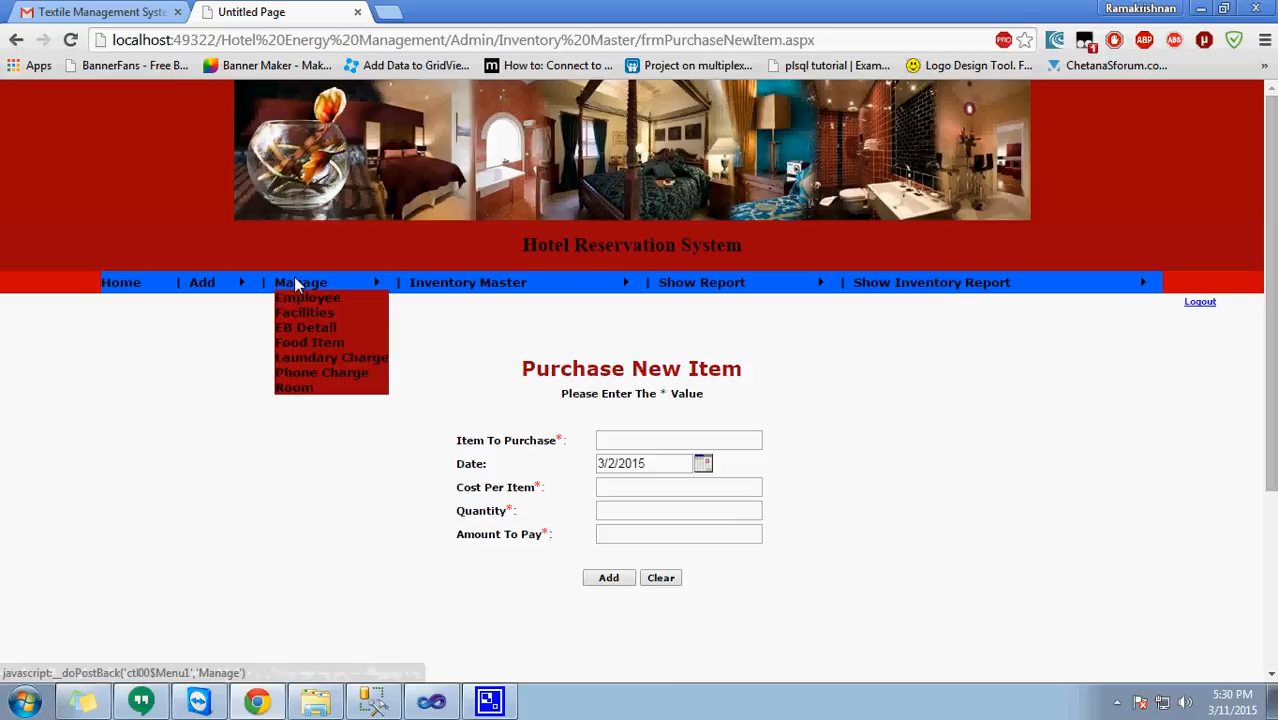 Textile Management Syste
Untitled Page
Ramakrishnan
localhost:49322/Hotel%20Energy%20Management/Admin/Inventory%20Master/frmPurchaseNewItem.aspx
PRO
1
ABP
ABS
Apps
BannerFans - Free B...
Banner Maker - Mak...
Add Data to GridVie...
How to: Connect to ...
Project on multiplex...
plsql tutorial | Exam...
Logo Design Tool. F...
ChetanaSforum.co...
»
Hotel Reservation System
Home | Add | Manage | Inventory Master | Show Report | Show Inventory Report
Employee
Facilities
EB Detail
Food Item
Laundary Charge
Phone Charge
Room
Logout
Purchase New Item
Please Enter The * Value
Item To Purchase*:
Date: 3/2/2015
Cost Per Item*:
Quantity*:
Amount To Pay*:
Add Clear
javascript:__doPostBack('ctl00$Menu1','Manage')
5:30 PM
3/11/2015